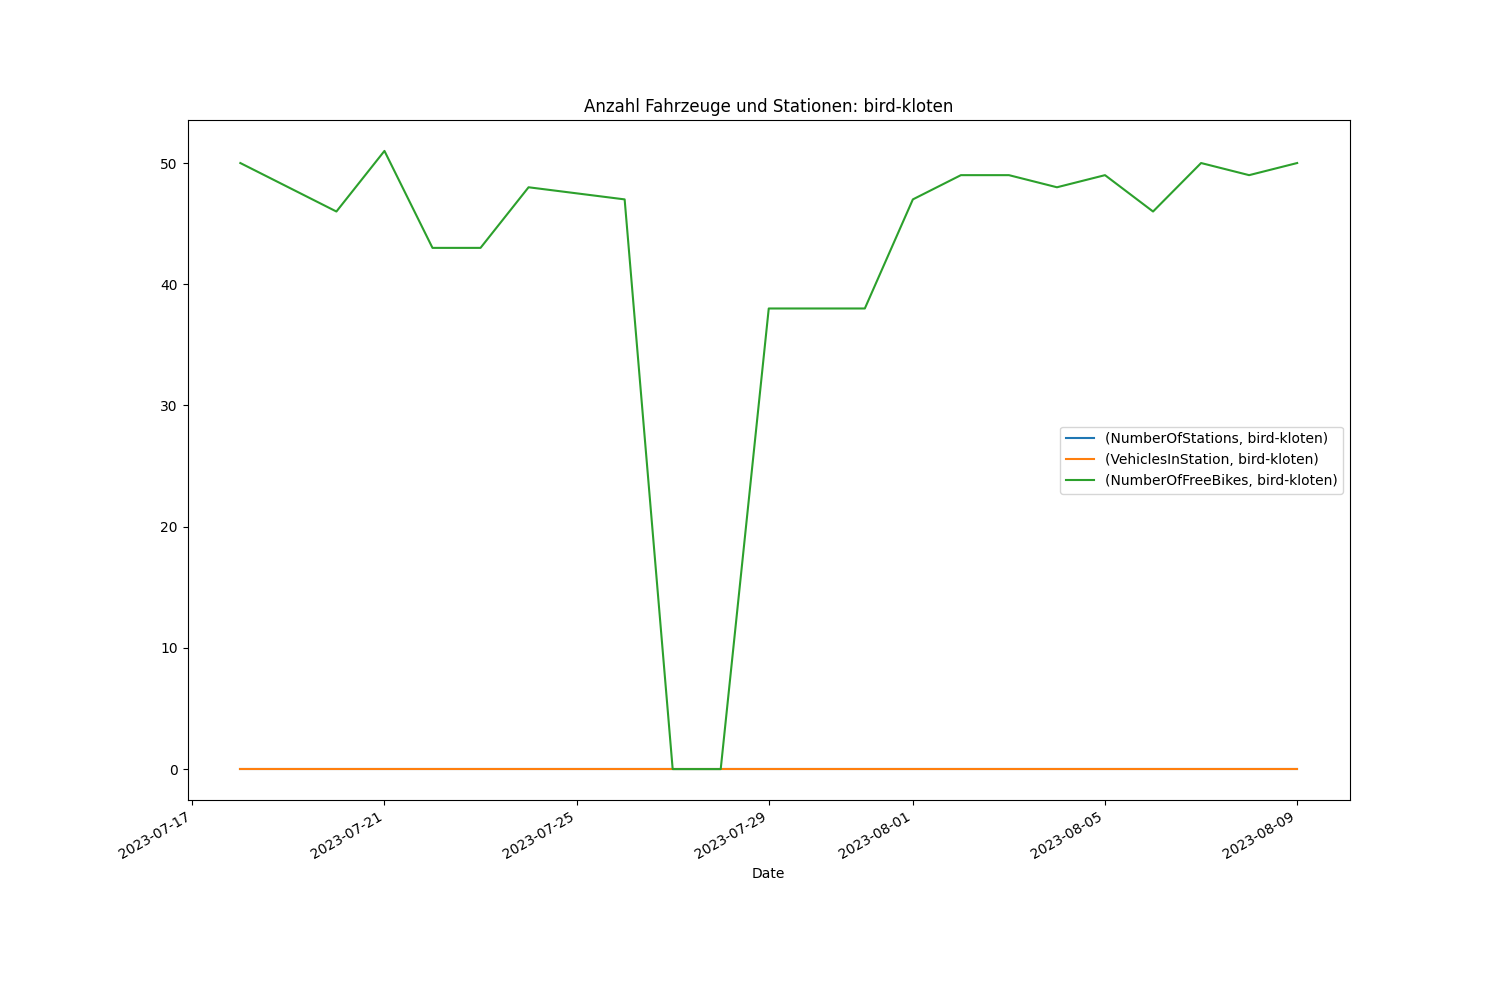 Anzahl Fahrzeuge und Stationen: bird-kloten
50
40
30
20
10
0
(NumberOfStations, bird-kloten)
(VehiclesInStation, bird-kloten)
(NumberOfFreeBikes, bird-kloten)
2023-07-17
2023-07-21
2023-07-25
2023-07-29
2023-08-01
2023-08-05
2023-08-09
Date